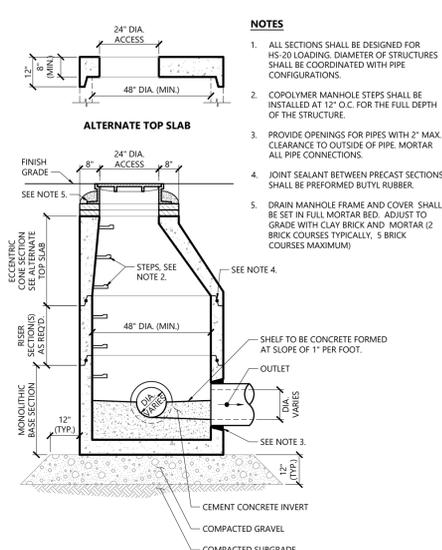 24" DIA.
ACCESS
12"
8"
(MIN.)
48" DIA. (MIN.)
ALTERNATE TOP SLAB
24" DIA.
ACCESS
8"
8"
FINISH
GRADE
SEE NOTE 5.
ECCENTRIC
CONE SECTION
SEE ALTERNATE
TOP SLAB
STEPS, SEE
NOTE 2.
SEE NOTE 4.
RISER
SECTION(S)
AS REQ'D.
48" DIA. (MIN.)
SHELF TO BE CONCRETE FORMED
AT SLOPE OF 1" PER FOOT.
MONOLITHIC
BASE SECTION
OUTLET
DIA.
VARIES
DIA.
VARIES
12"
(TYP.)
SEE NOTE 3.
12"
(TYP.)
CEMENT CONCRETE INVERT
COMPACTED GRAVEL
COMPACTED SUBGRADE
NOTES
1. ALL SECTIONS SHALL BE DESIGNED FOR
HS-20 LOADING. DIAMETER OF STRUCTURES
SHALL BE COORDINATED WITH PIPE
CONFIGURATIONS.
2. COPOLYMER MANHOLE STEPS SHALL BE
INSTALLED AT 12" O.C. FOR THE FULL DEPTH
OF THE STRUCTURE.
3. PROVIDE OPENINGS FOR PIPES WITH 2" MAX.
CLEARANCE TO OUTSIDE OF PIPE. MORTAR
ALL PIPE CONNECTIONS.
4. JOINT SEALANT BETWEEN PRECAST SECTIONS
SHALL BE PREFORMED BUTYL RUBBER.
5. DRAIN MANHOLE FRAME AND COVER SHALL
BE SET IN FULL MORTAR BED. ADJUST TO
GRADE WITH CLAY BRICK AND MORTAR (2
BRICK COURSES TYPICALLY, 5 BRICK
COURSES MAXIMUM)